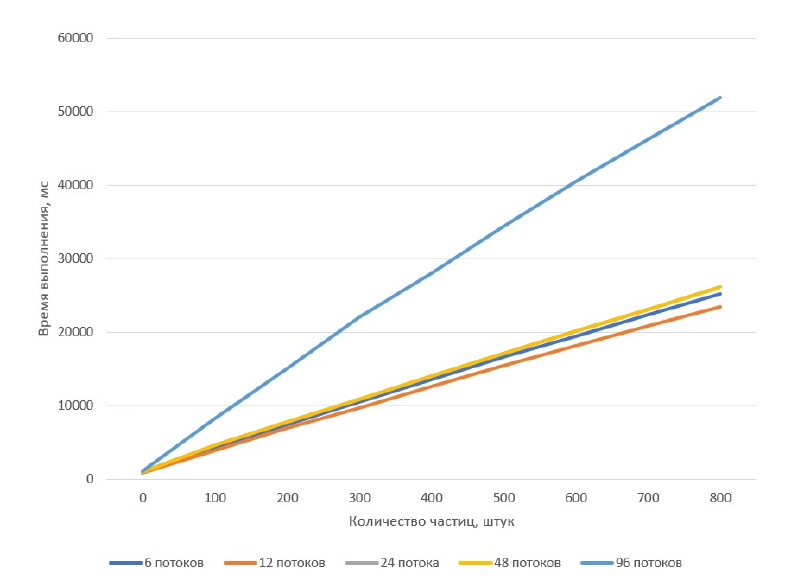 60000
50000
40000
30000
20000
10000
0
Время выполнения, мс
0 100 200 300 400 500 600 700 800
Количество частиц, штук
6 потоков 12 потоков 24 потока 48 потоков 96 потоков